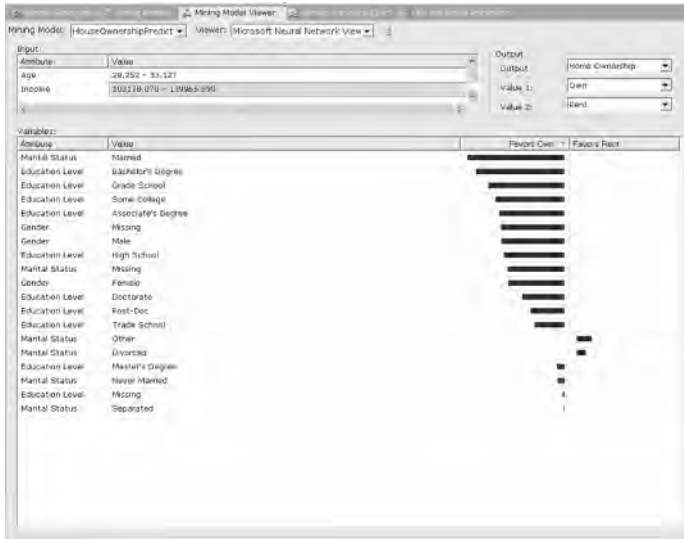 Mining Model Viewer
Mining Model: HouseOwnershipPredict Viewer: Microsoft Neural Network View
Input
Attribute Value
Age 28.252 - 33.127
Income
Output
Output Home Ownership
Value 1: Own
Value 2: Rent
Variables:
Attribute Value Favors Own Favors Rent
Marital Status Married
Education Level Bachelor's Degree
Education Level Grade School
Education Level Some College
Education Level Associate's Degree
Gender Missing
Gender Male
Education Level High School
Marital Status Missing
Gender Female
Education Level Doctorate
Education Level Post-Doc
Education Level Trade School
Marital Status Other
Marital Status Divorced
Education Level Master's Degree
Marital Status Never Married
Education Level Missing
Marital Status Separated